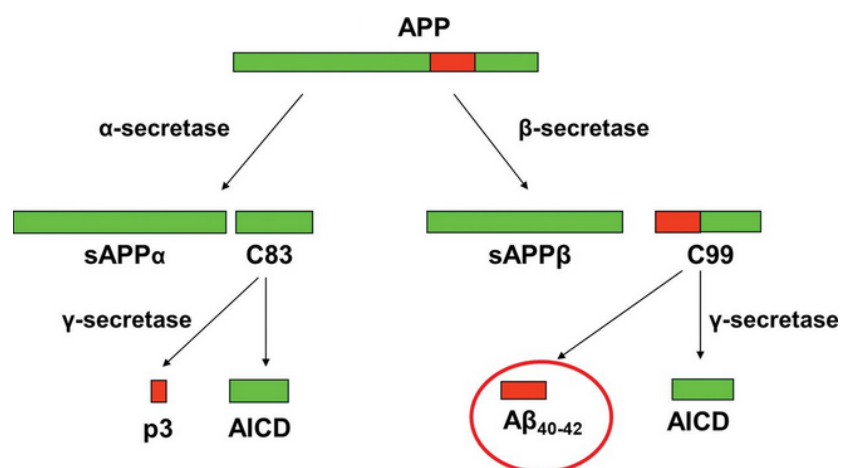 APP
α-secretase
β-secretase
sAPPα
C83
sAPPβ
C99
γ-secretase
γ-secretase
p3
AICD
Aβ40-42
AICD